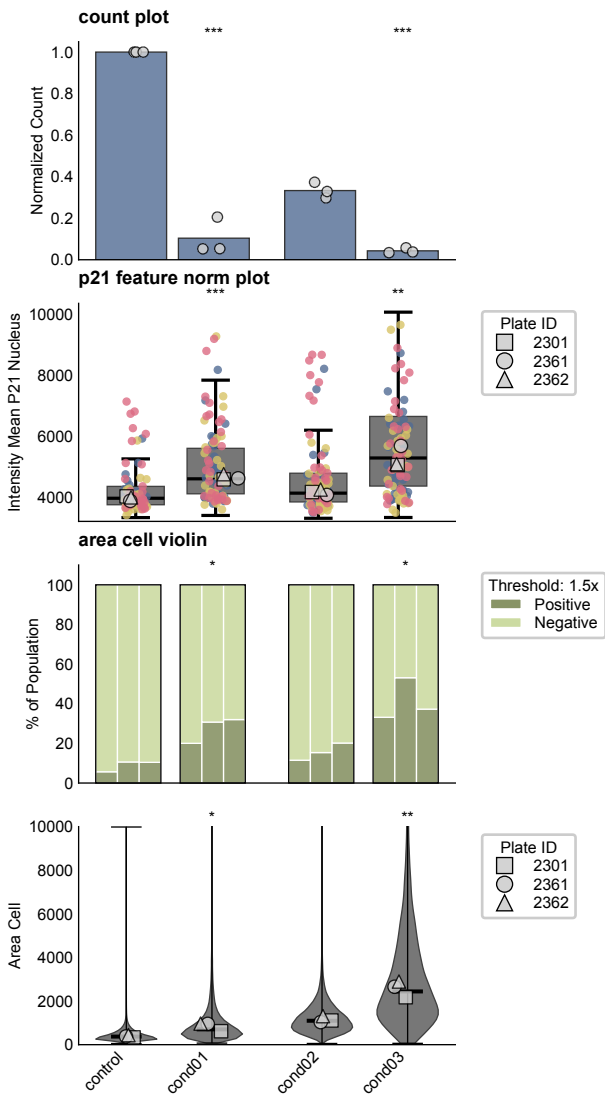 count plot
*** ***
1.0
0.8
0.6
0.4
0.2
0.0
Normalized Count
p21 feature norm plot
*** **
10000
8000
6000
4000
Intensity Mean P21 Nucleus
Plate ID
2301
2361
2362
area cell violin
* *
100
80
60
40
20
0
% of Population
Threshold: 1.5x
Positive
Negative
* **
10000
8000
6000
4000
2000
0
Area Cell
Plate ID
2301
2361
2362
control cond01 cond02 cond03